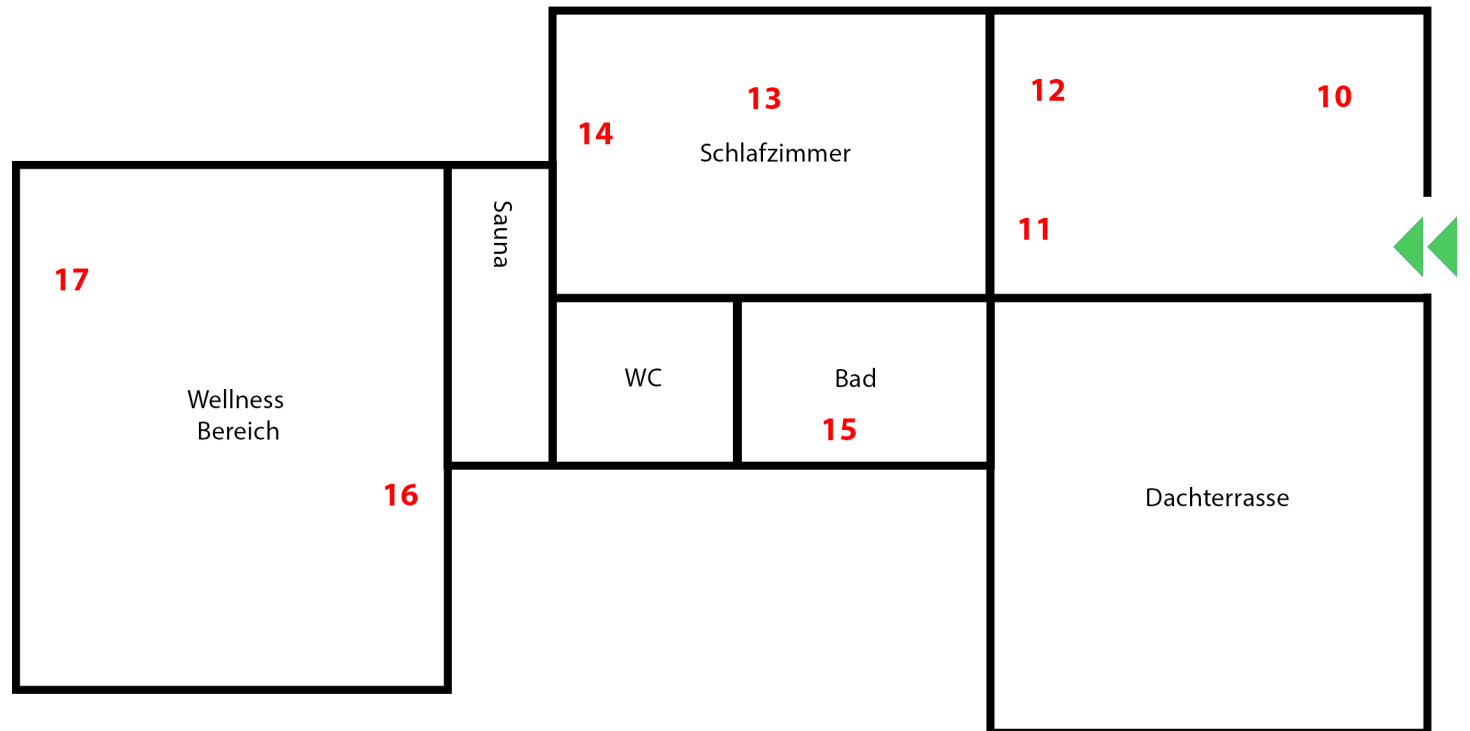 13
12
10
14
Schlafzimmer
Sauna
11
17
WC
Bad
Wellness
Bereich
15
16
Dachterrasse